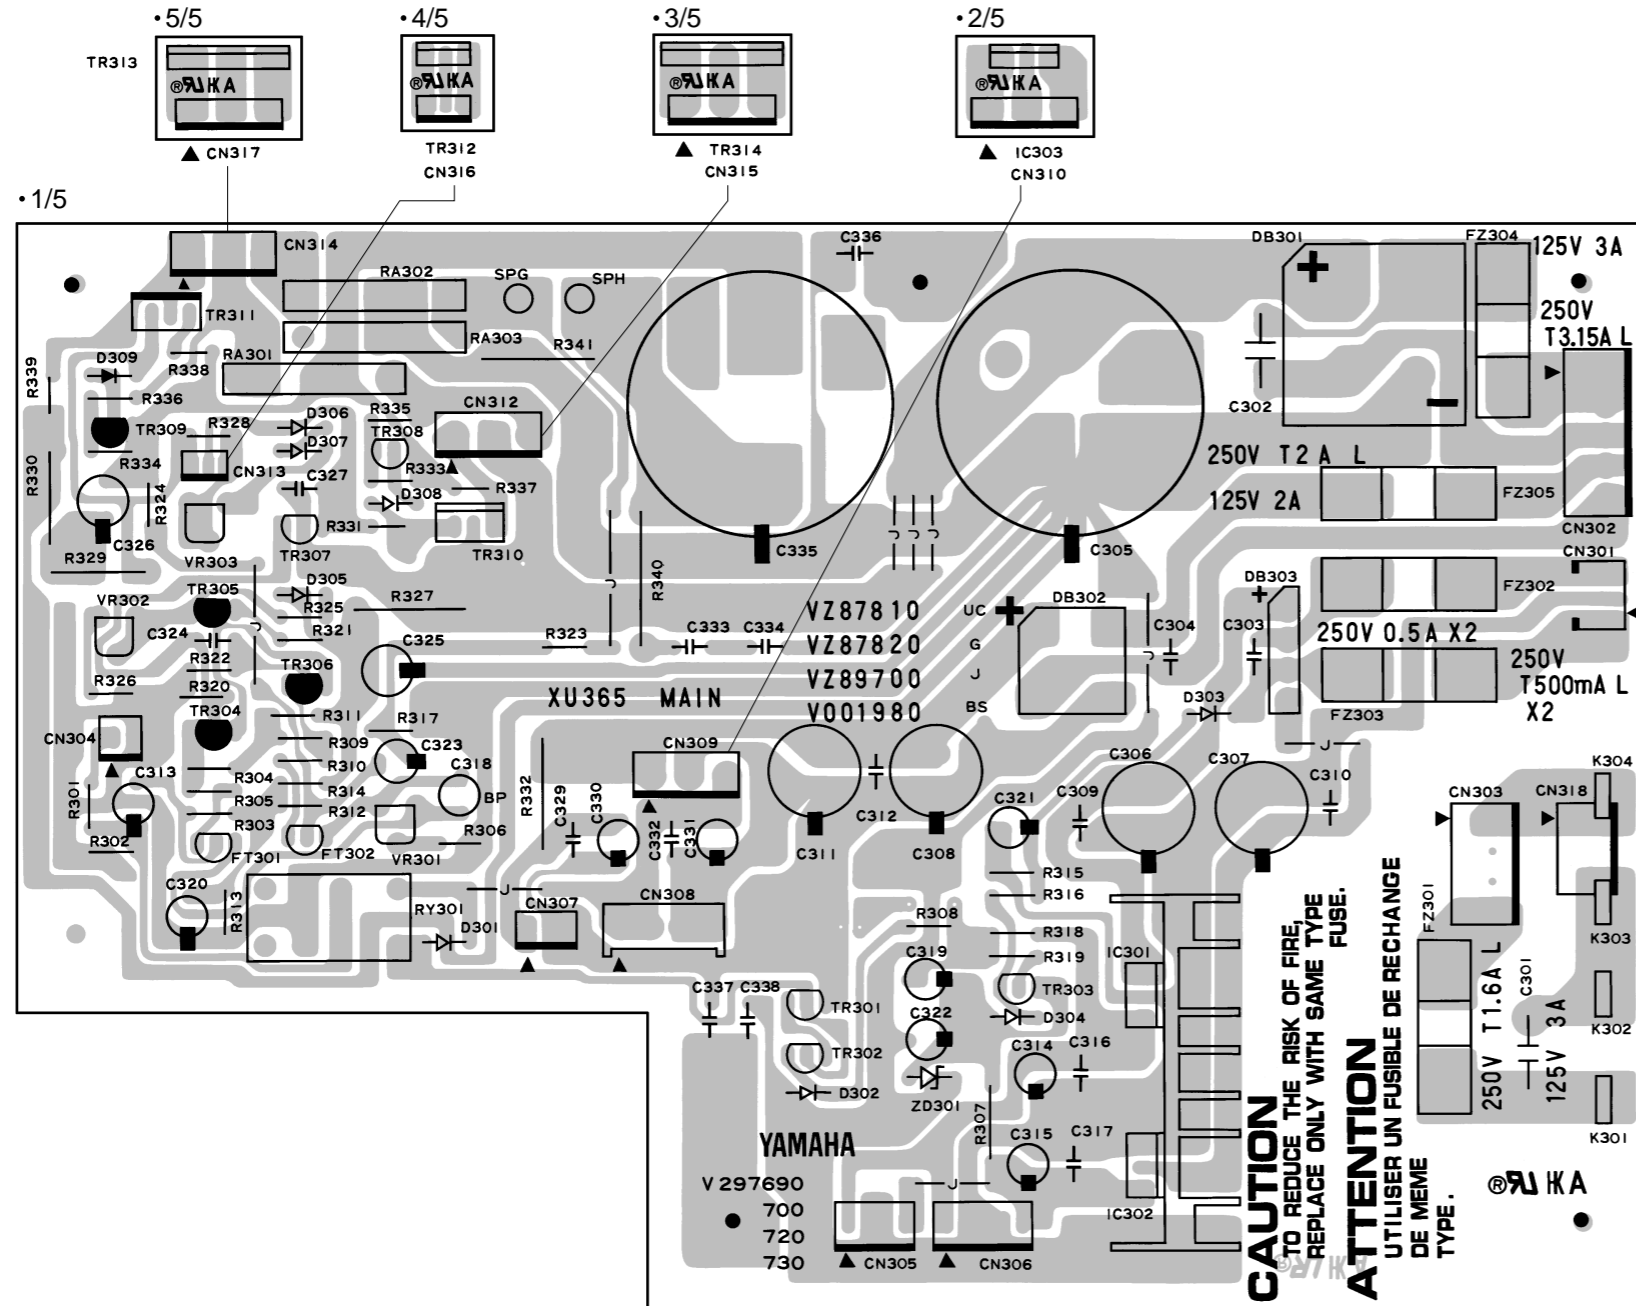 •5/5
•4/5
•3/5
•2/5
TR313
®RU KA
®RU KA
®RU KA
®RU KA
▲ CN317
TR312
CN316
▲ TR314
CN315
▲ IC303
CN310
•1/5
CN314
C336
DB301
FZ304
125V 3A
RA302
SPG
SPH
TR311
250V
T3.15A L
RA303
R341
D309
R338
RA301
R339
R336
CN312
C302
D306
R335
TR309
R328
D307
TR308
250V T2A L
R334
CN313
C327
R333
R330
R324
D308
R337
125V 2A
FZ305
C326
R331
CN302
R329
VR303
TR307
TR310
C335
C305
CN301
TR305
D305
R340
DB303
FZ302
VR302
R325
R327
VZ87810
UC
DB302
C324
R321
C325
R323
C333
C334
VZ87820
G
C304
C303
250V 0.5A X2
R322
TR306
J
R326
R320
VZ89700
J
250V
T500mA L
X2
XU365 MAIN
D303
TR304
R311
R317
V001980
BS
FZ303
CN304
R309
C323
CN309
C306
C307
K304
C313
R304
R310
C318
C310
CN303
CN318
R301
R305
R314
BP
R332
C329
C330
C321
C309
R303
R312
R306
C332
C331
C312
R302
FT301
FT302
VR301
C311
C308
C320
R315
R313
RY301
CN307
CN308
R316
D301
R308
R318
FZ301
C319
R319
IC301
K303
C337
C338
TR301
TR303
C301
C322
D304
K302
TR302
C314
C316
250V T1.6A L
125V 3A
D302
ZD301
R307
YAMAHA
C315
C317
K301
V297690
J
®RU KA
700
IC302
720
730
CN305
CN306
CAUTION
TO REDUCE THE RISK OF FIRE,
REPLACE ONLY WITH SAME TYPE
FUSE.
ATTENTION
UTILISER UN FUSIBLE DE RECHANGE
DE MEME
TYPE.